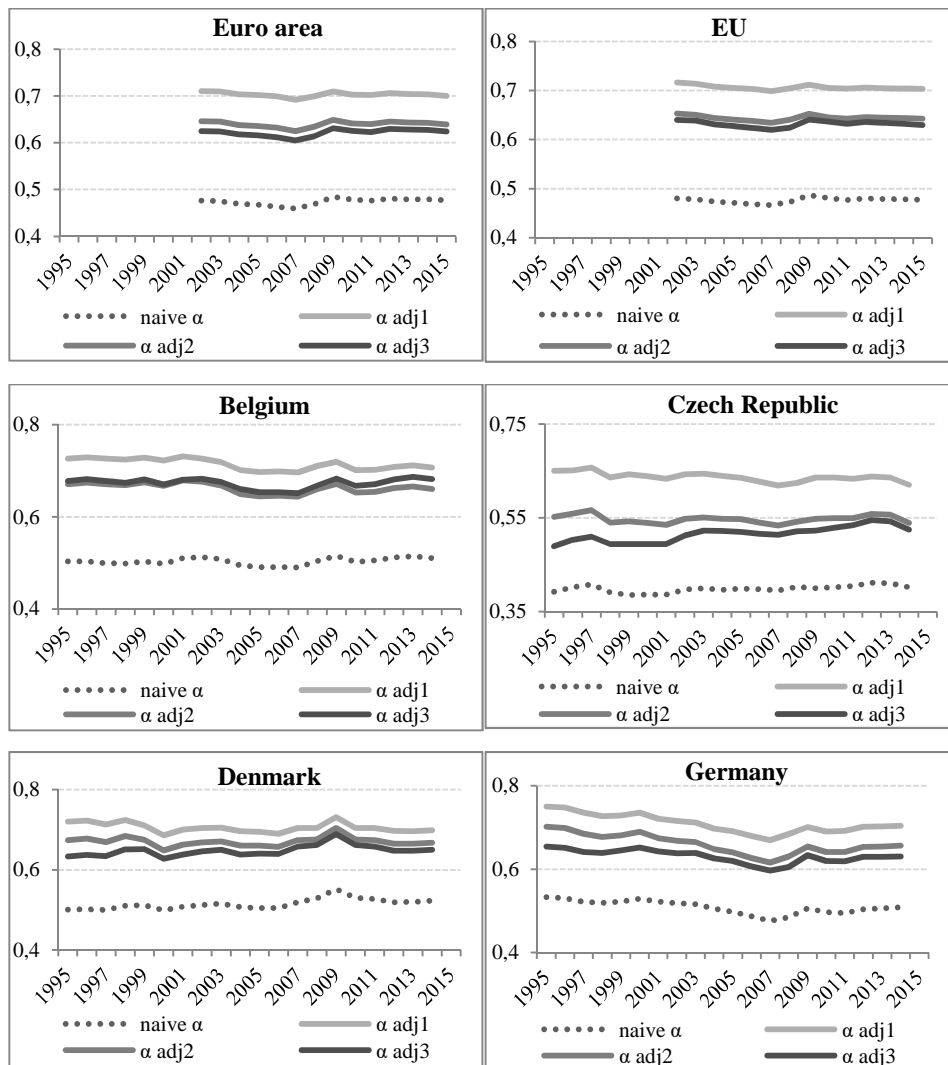 Euro area
0,8
0,7
0,6
0,5
0,4
1995 1997 1999 2001 2003 2005 2007 2009 2011 2013 2015
naive α α adj1
α adj2 α adj3
EU
0,8
0,7
0,6
0,5
0,4
1995 1997 1999 2001 2003 2005 2007 2009 2011 2013 2015
naive α α adj1
α adj2 α adj3
Belgium
0,8
0,6
0,4
1995 1997 1999 2001 2003 2005 2007 2009 2011 2013 2015
naive α α adj1
α adj2 α adj3
Czech Republic
0,75
0,55
0,35
1995 1997 1999 2001 2003 2005 2007 2009 2011 2013 2015
naive α α adj1
α adj2 α adj3
Denmark
0,8
0,6
0,4
1995 1997 1999 2001 2003 2005 2007 2009 2011 2013 2015
naive α α adj1
α adj2 α adj3
Germany
0,8
0,6
0,4
1995 1997 1999 2001 2003 2005 2007 2009 2011 2013 2015
naive α α adj1
α adj2 α adj3